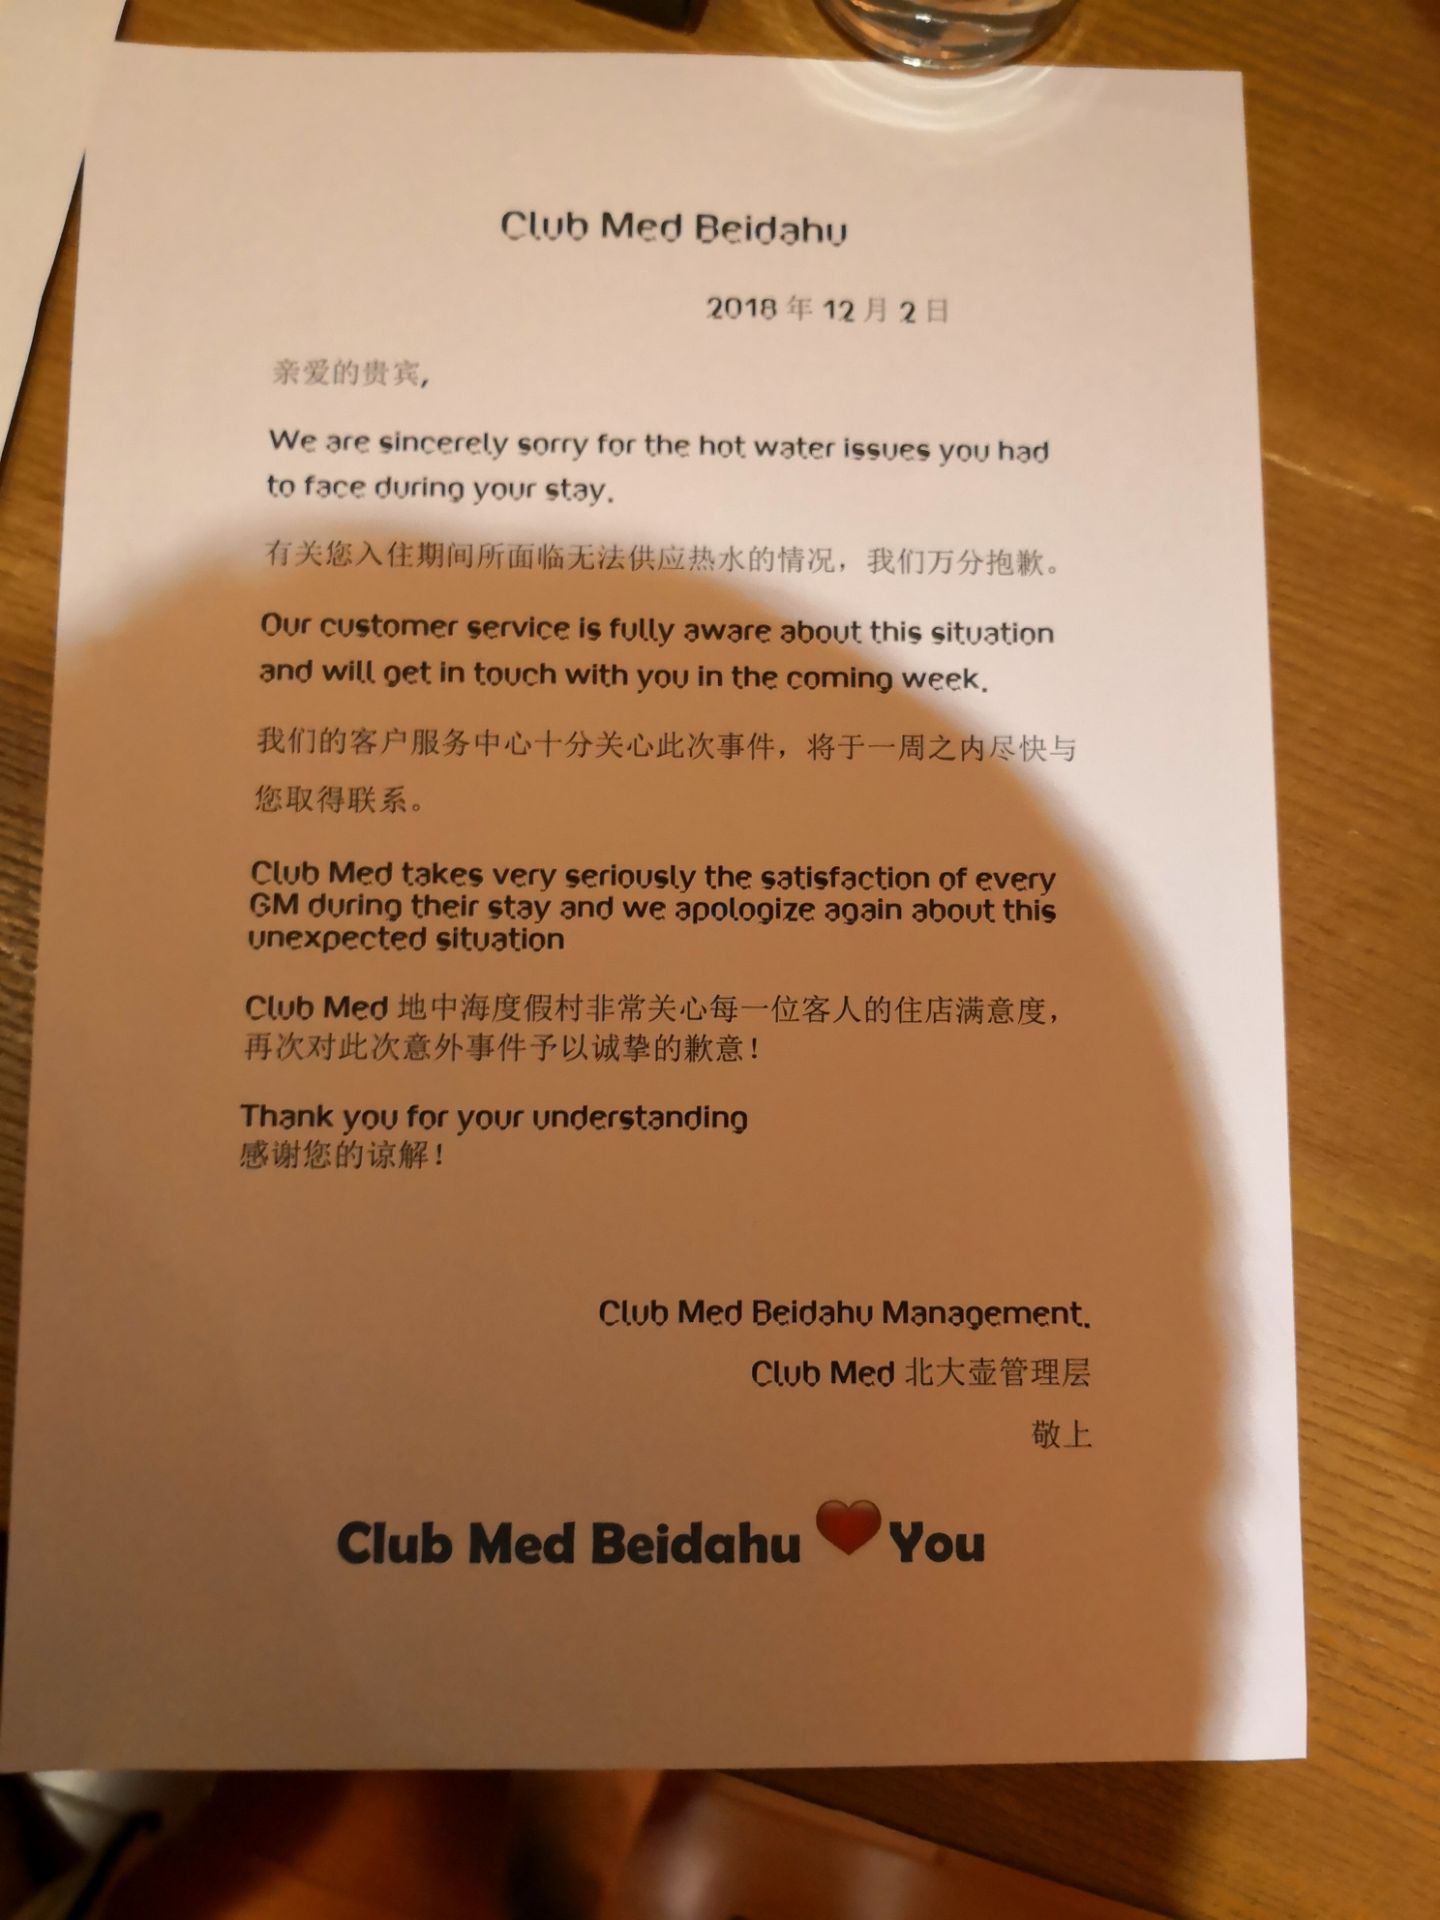 Club Med Beidahu
2018 年 12 月 2 日
亲爱的贵宾,
We are sincerely sorry for the hot water issues you had
to face during your stay.
有关您入住期间所面临无法供应热水的情况，我们万分抱歉。
Our customer service is fully aware about this situation
and will get in touch with you in the coming week.
我们的客户服务中心十分关心此次事件，将于一周之内尽快与
您取得联系。
Club Med takes very seriously the satisfaction of every
GM during their stay and we apologize again about this
unexpected situation
Club Med 地中海度假村非常关心每一位客人的住店满意度，
再次对此次意外事件予以诚挚的歉意！
Thank you for your understanding
感谢您的谅解！
Club Med Beidahu Management.
Club Med 北大壶管理层
敬上
Club Med Beidahu ❤ You